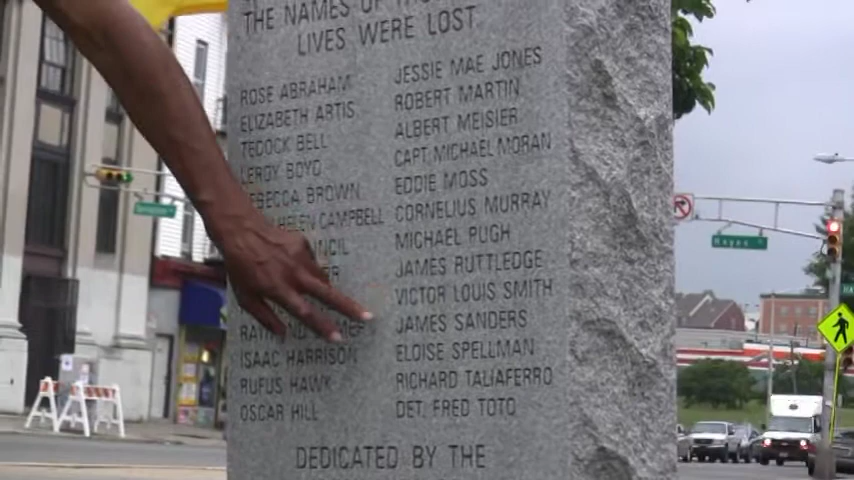 THE NAMES OF
LIVES WERE LOST.
ROSE ABRAHAM
ELIZABETH ARTIS
TEDOCK BELL
LEROY BOYD
REBECCA BROWN
HELEN CAMPBELL
ISAAC HARRISON
RUFUS HAWK
OSCAR HILL
JESSIE MAE JONES
ROBERT MARTIN
ALBERT MEISIER
CAPT. MICHAEL MORAN
EDDIE MOSS
CORNELIUS MURRAY
MICHAEL PUGH
JAMES RUTTLEDGE
VICTOR LOUIS SMITH
JAMES SANDERS
ELOISE SPELLMAN
RICHARD TALIAFERRO
DET. FRED TOTO
DEDICATED BY THE
Hayes